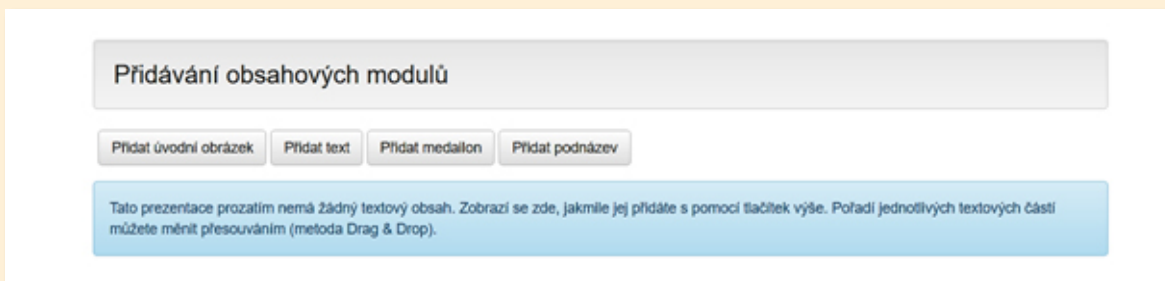 Přidávání obsahových modulů
Přidat úvodní obrázek Přidat text Přidat medailon Přidat podnázev
Tato prezentace prozatím nemá žádný textový obsah. Zobrazí se zde, jakmile jej přidáte s pomocí tlačítek výše. Pořadí jednotlivých textových částí
můžete měnit přesouváním (metoda Drag & Drop).